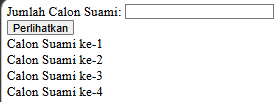 Jumlah Calon Suami:
Perlihatkan
Calon Suami ke-1
Calon Suami ke-2
Calon Suami ke-3
Calon Suami ke-4